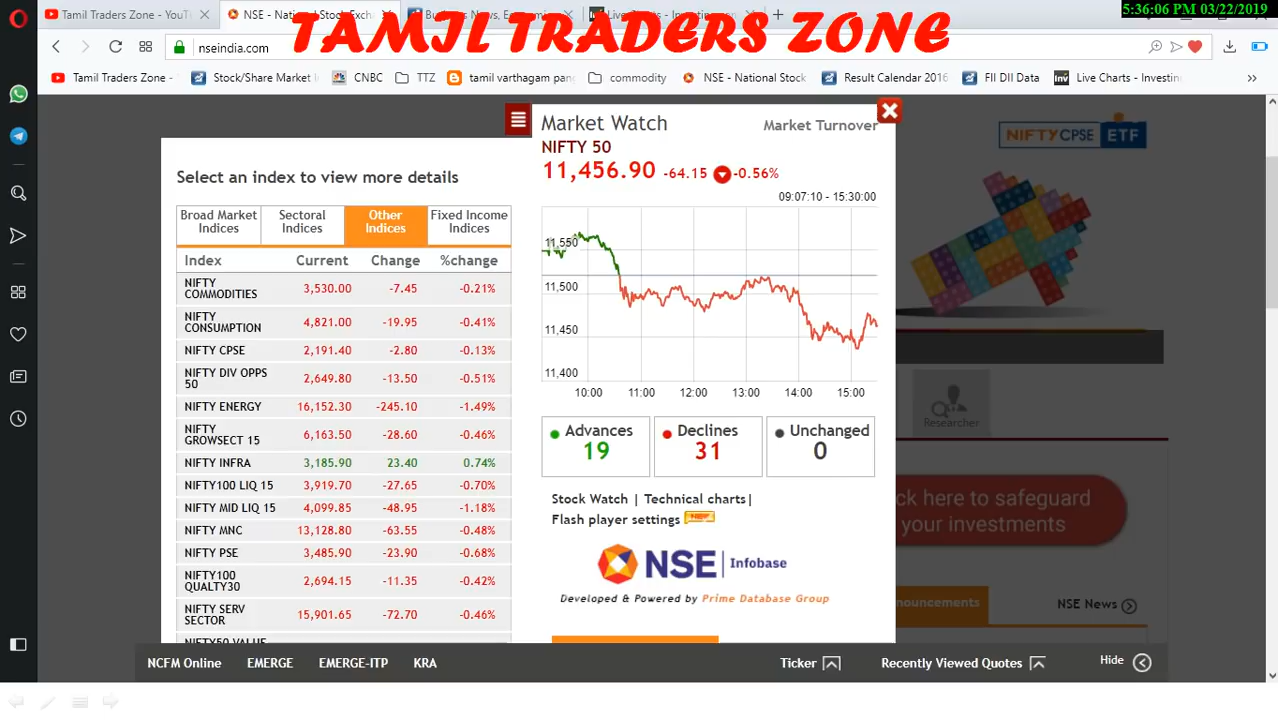 Tamil Traders Zone - YouT
NSE - National Stock Exch
Business News, Econom
Live Charts - Investin
5:36:06 PM 03/22/2019
TAMIL TRADERS ZONE
nseindia.com
Tamil Traders Zone -
Stock/Share Market
CNBC
TTZ
tamil varthagam pan
commodity
NSE - National Stock
Result Calendar 2016
FII DII Data
Inv
Live Charts - Investin
»
Market Watch
Market Turnover
NIFTY 50
11,456.90 -64.15 -0.56%
09:07:10 - 15:30:00
NIFTYCPSE ETF
Select an index to view more details
Broad Market Indices
Sectoral Indices
Other Indices
Fixed Income Indices
Index Current Change %change
NIFTY COMMODITIES 3,530.00 -7.45 -0.21%
NIFTY CONSUMPTION 4,821.00 -19.95 -0.41%
NIFTY CPSE 2,191.40 -2.80 -0.13%
NIFTY DIV OPPS 50 2,649.80 -13.50 -0.51%
NIFTY ENERGY 16,152.30 -245.10 -1.49%
NIFTY GROWSECT 15 6,163.50 -28.60 -0.46%
NIFTY INFRA 3,185.90 23.40 0.74%
NIFTY100 LIQ 15 3,919.70 -27.65 -0.70%
NIFTY MID LIQ 15 4,099.85 -48.95 -1.18%
NIFTY MNC 13,128.80 -63.55 -0.48%
NIFTY PSE 3,485.90 -23.90 -0.68%
NIFTY100 QUALTY30 2,694.15 -11.35 -0.42%
NIFTY SERV SECTOR 15,901.65 -72.70 -0.46%
NIFTY50 VALUE
11,550
11,500
11,450
11,400
10:00 11:00 12:00 13:00 14:00 15:00
Advances
19
Declines
31
Unchanged
0
Stock Watch | Technical charts|
Flash player settings
NSE | Infobase
Developed & Powered by Prime Database Group
Researcher
ck here to safeguard
your investments
nouncements
NSE News
NCFM Online
EMERGE
EMERGE-ITP
KRA
Ticker
Recently Viewed Quotes
Hide